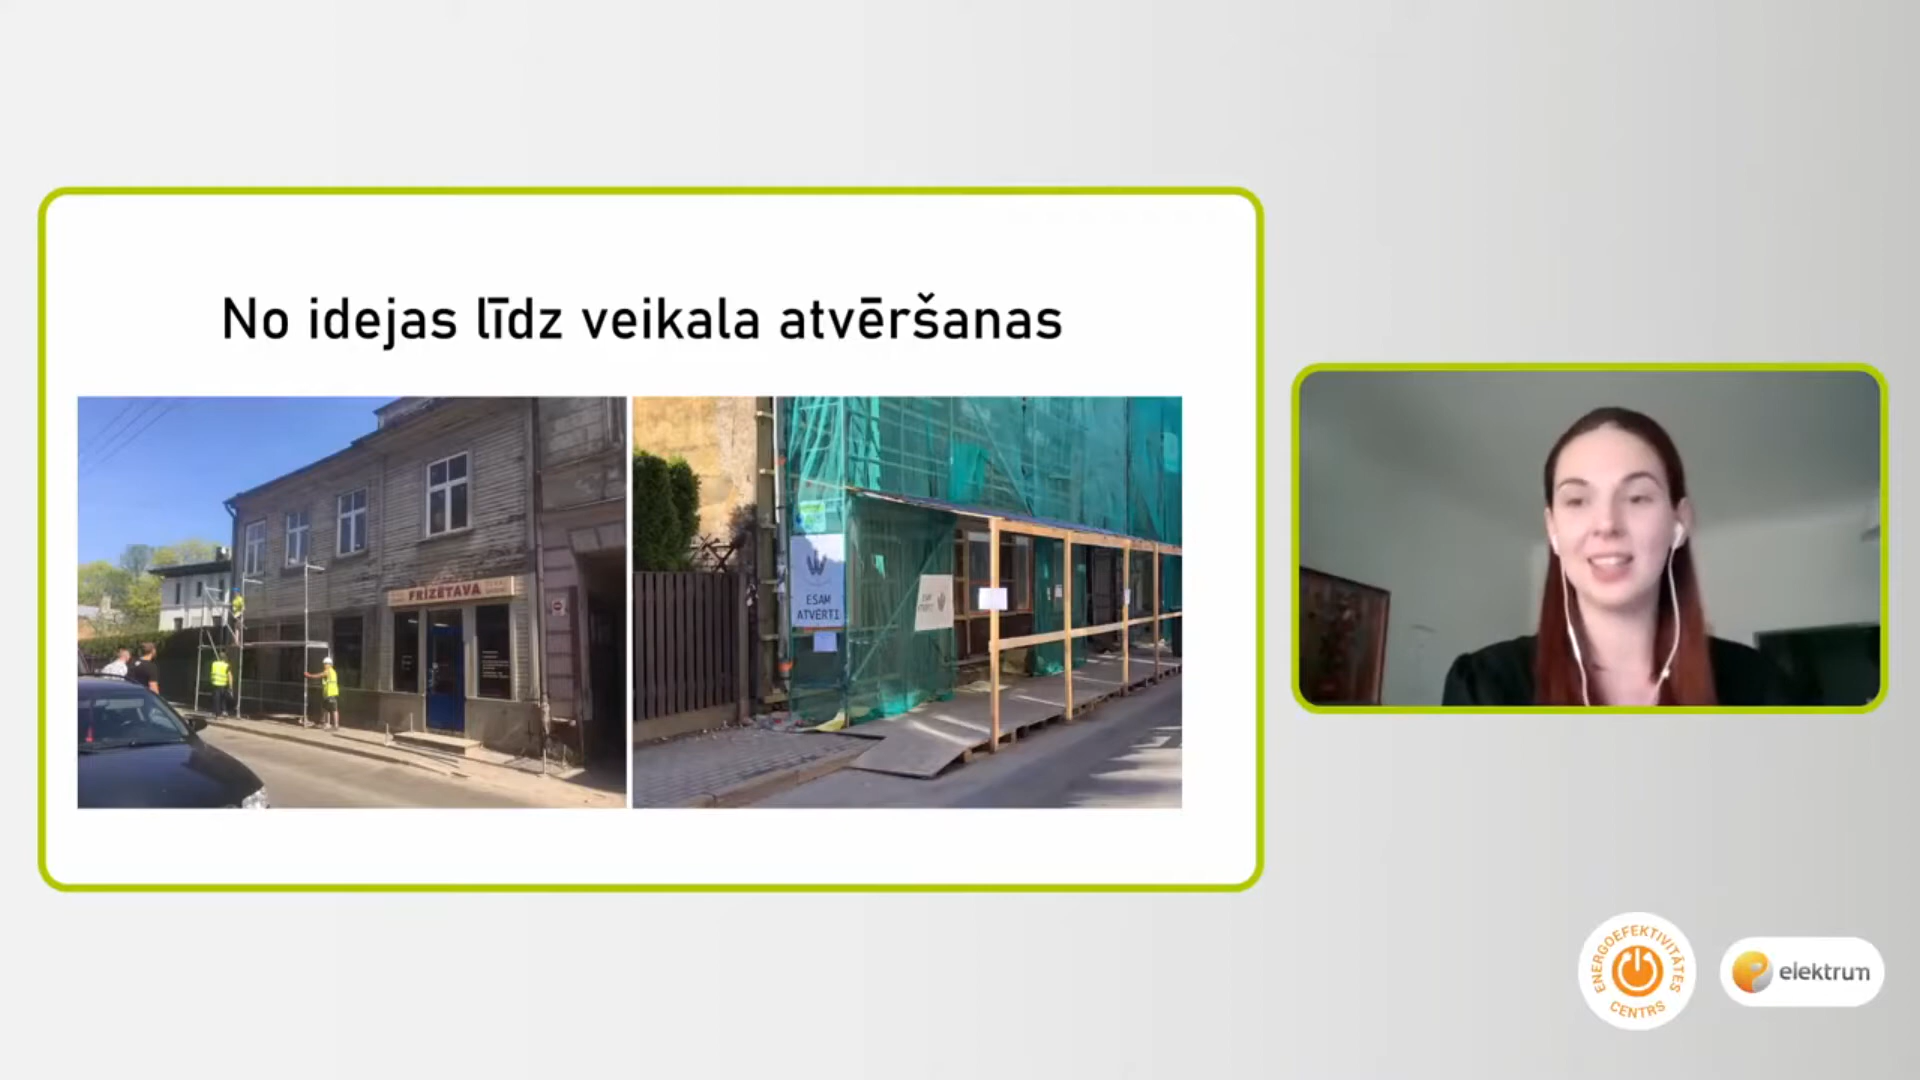 No idejas līdz veikala atvēršanas
FRIZĒTAVA
ESAM
ATVĒRTI
ENERGOEFEKTIVITĀTES
CENTRS
elektrum